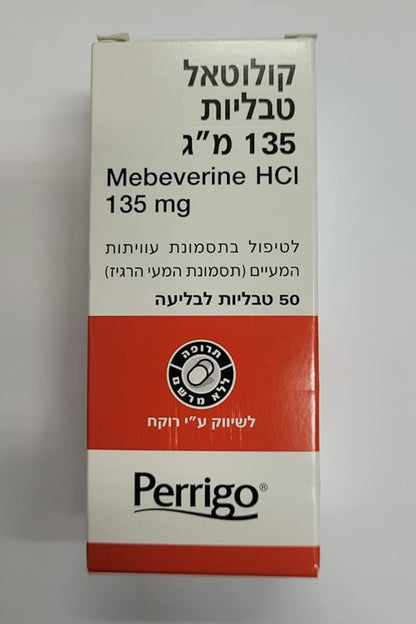 קולוטאל
טבליות
135 מ״ג
Mebeverine HCl
135 mg
לטיפול בתסמונת עוויתות
המעיים (תסמונת המעי הרגיז)
50 טבליות לבליעה
תרופה
ללא מרשם
לשיווק ע״י רוקח
Perrigo®